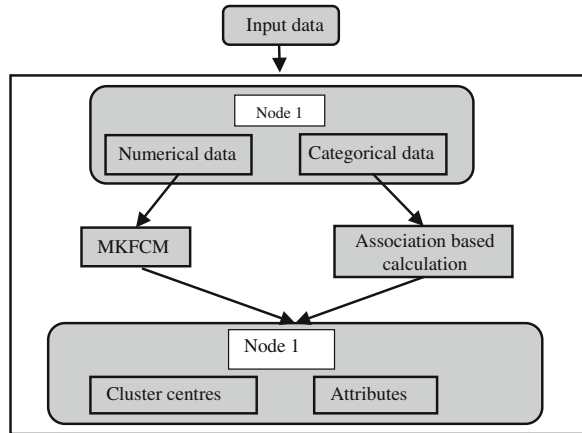 Input data
Node 1
Numerical data
Categorical data
MKFCM
Association based
calculation
Node 1
Cluster centres
Attributes